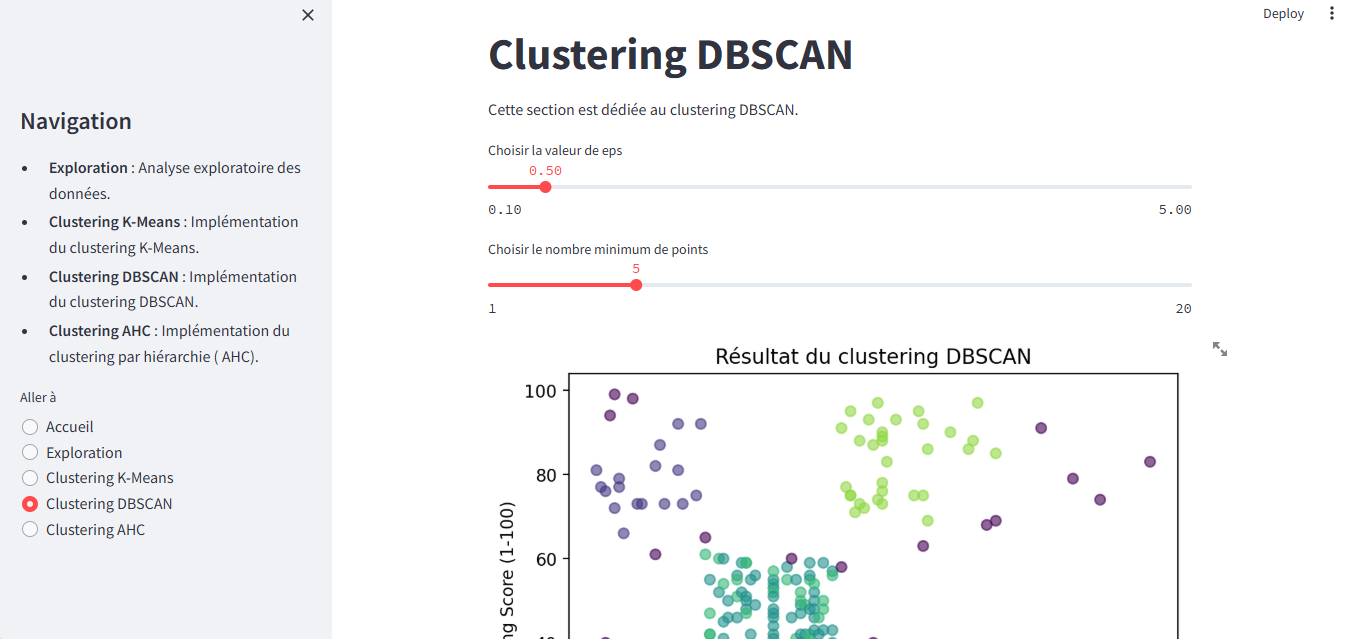 Deploy
Navigation
Exploration : Analyse exploratoire des
données.
Clustering K-Means : Implémentation
du clustering K-Means.
Clustering DBSCAN : Implémentation
du clustering DBSCAN.
Clustering AHC : Implémentation du
clustering par hiérarchie ( AHC).
Aller à
Accueil
Exploration
Clustering K-Means
Clustering DBSCAN
Clustering AHC
Clustering DBSCAN
Cette section est dédiée au clustering DBSCAN.
Choisir la valeur de eps
0.50
0.10
5.00
Choisir le nombre minimum de points
5
1
20
Résultat du clustering DBSCAN
100
80
60
ng Score (1-100)